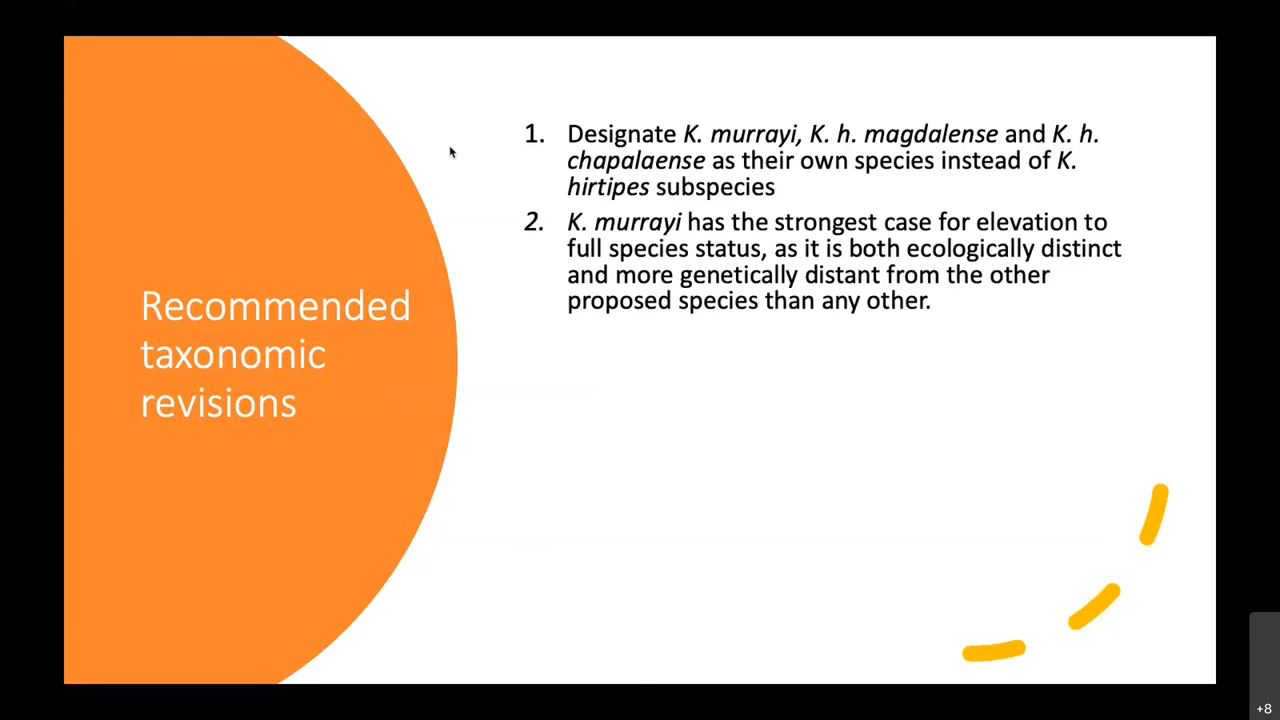 Recommended
taxonomic
revisions
1. Designate K. murrayi, K. h. magdalense and K. h.
chapalaense as their own species instead of K.
hirtipes subspecies
2. K. murrayi has the strongest case for elevation to
full species status, as it is both ecologically distinct
and more genetically distant from the other
proposed species than any other.
+8